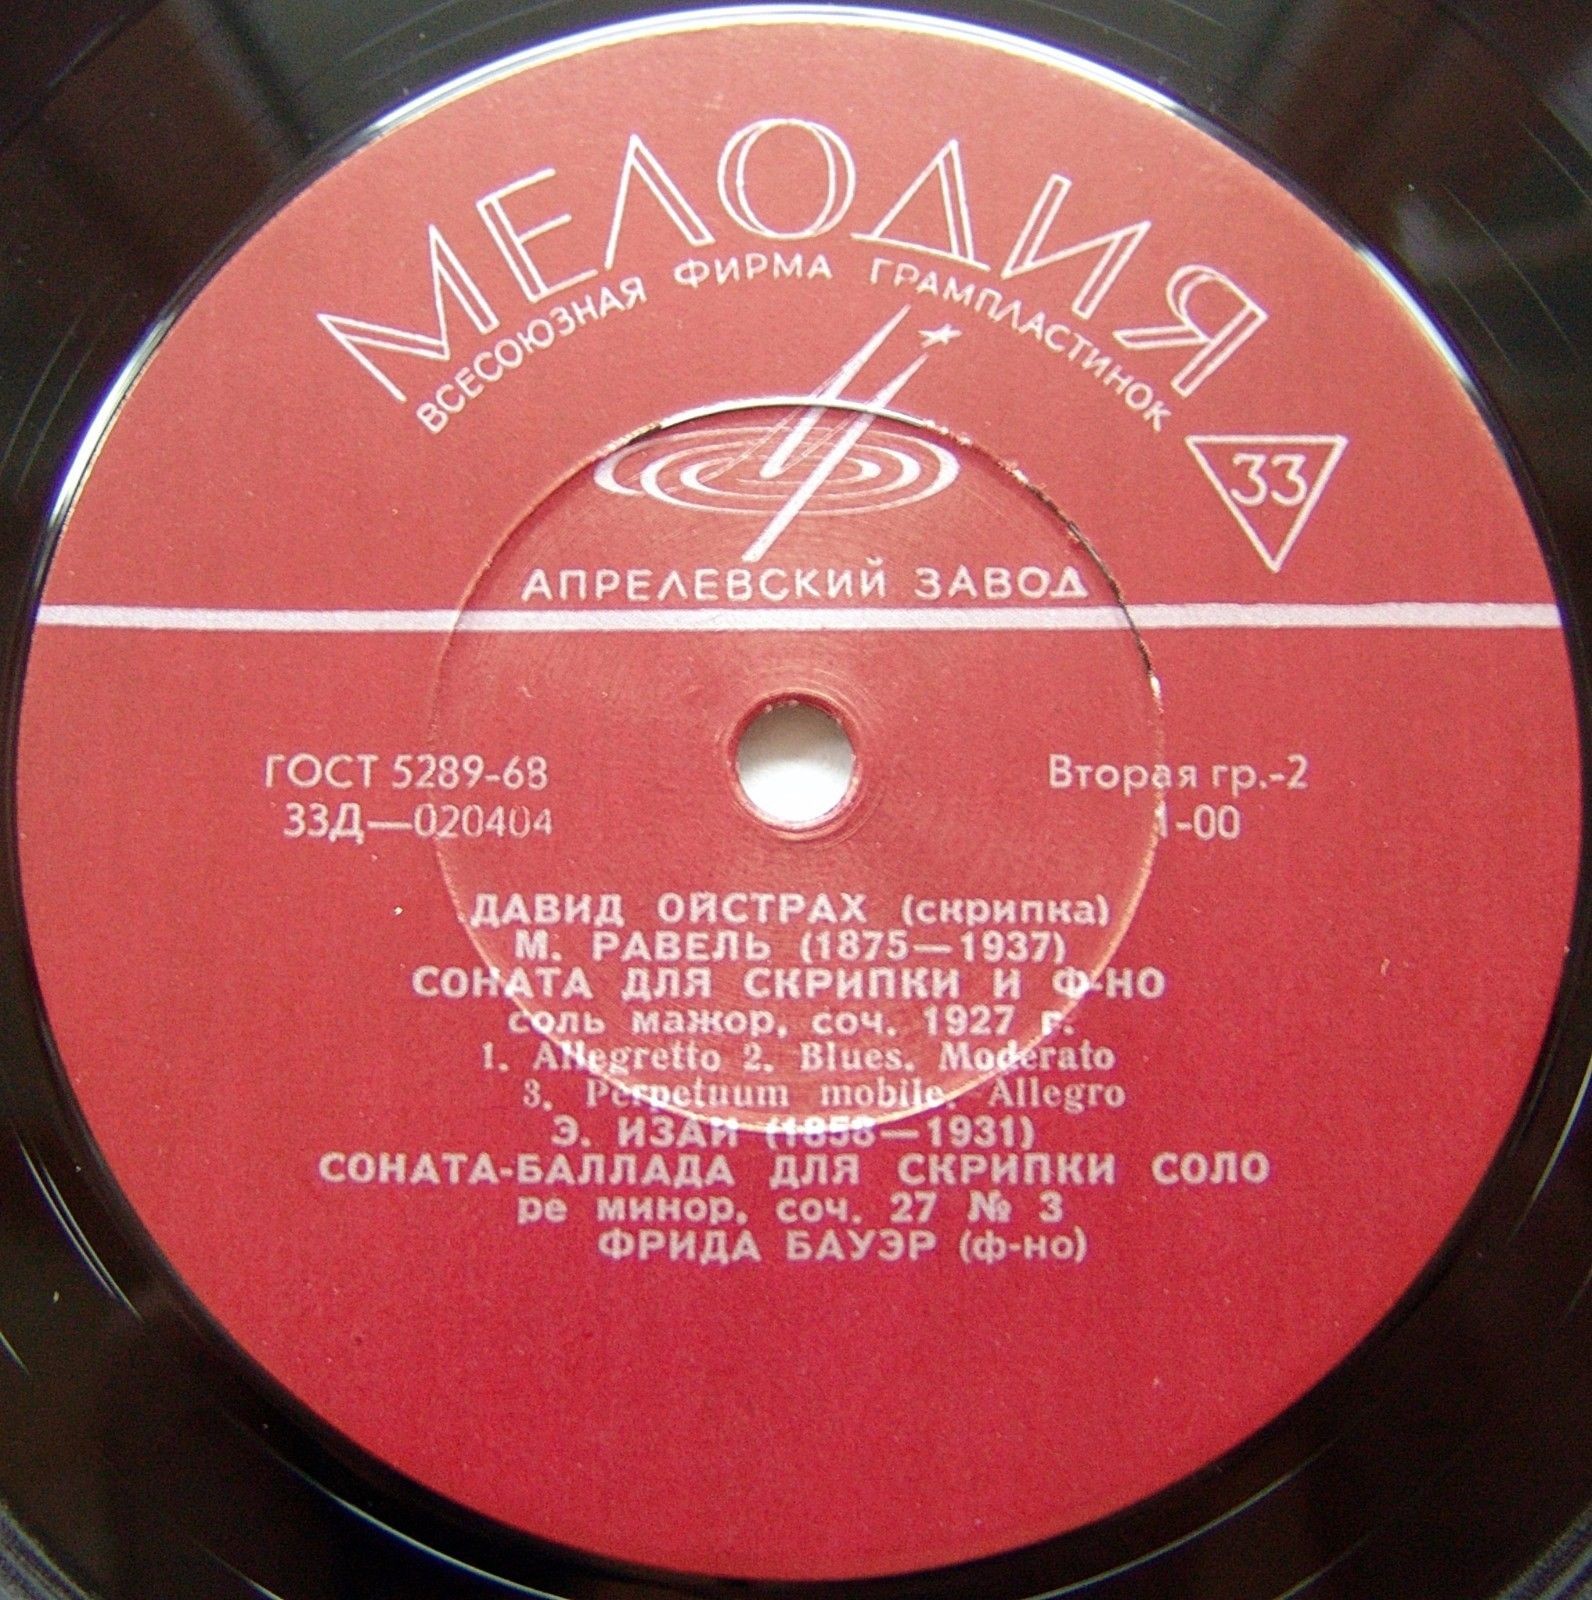 МЕЛОДИЯ
ВСЕСОЮЗНАЯ ФИРМА ГРАМПЛАСТИНОК
33
АПРЕЛЕВСКИЙ ЗАВОД
ГОСТ 5289-68
33Д—020404
Вторая гр.-2
1-00
ДАВИД ОЙСТРАХ (скрипка)
М. РАВЕЛЬ (1875—1937)
СОНАТА ДЛЯ СКРИПКИ И Ф-НО
соль мажор, соч. 1927 г.
1. Allegretto 2. Blues. Moderato
3. Perpetuum mobile. Allegro
Э. ИЗАИ (1858—1931)
СОНАТА-БАЛЛАДА ДЛЯ СКРИПКИ СОЛО
ре минор, соч. 27 № 3
ФРИДА БАУЭР (ф-но)